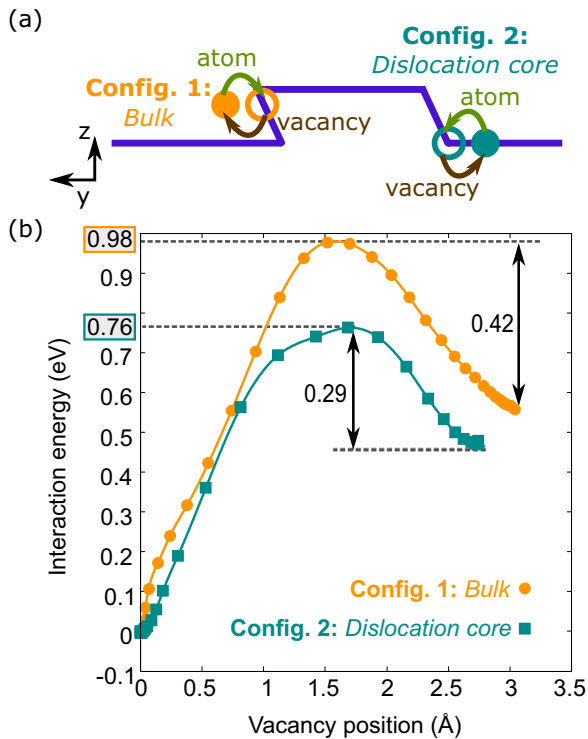 (a)
Config. 2:
Dislocation core
atom
Config. 1:
Bulk
atom
vacancy
z
y
vacancy
(b)
0.98
0.9
0.76
0.7
0.6
0.5
0.4
0.3
0.2
0.1
0
-0.1
Interaction energy (eV)
0.42
0.29
Config. 1: Bulk
Config. 2: Dislocation core
0 0.5 1 1.5 2 2.5 3 3.5
Vacancy position (Å)